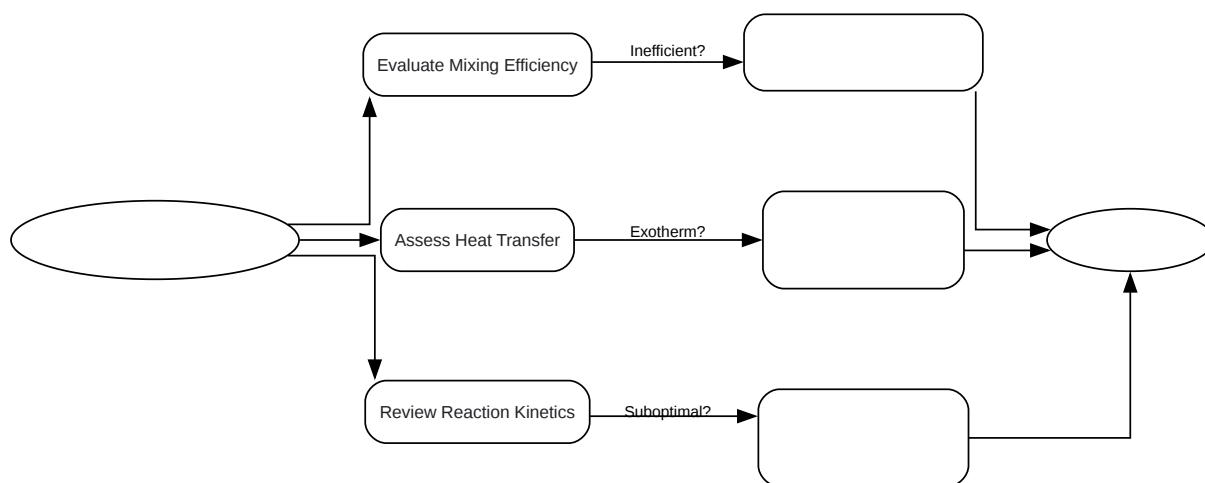 Inefficient?
Evaluate Mixing Efficiency
Exotherm?
Assess Heat Transfer
Suboptimal?
Review Reaction Kinetics